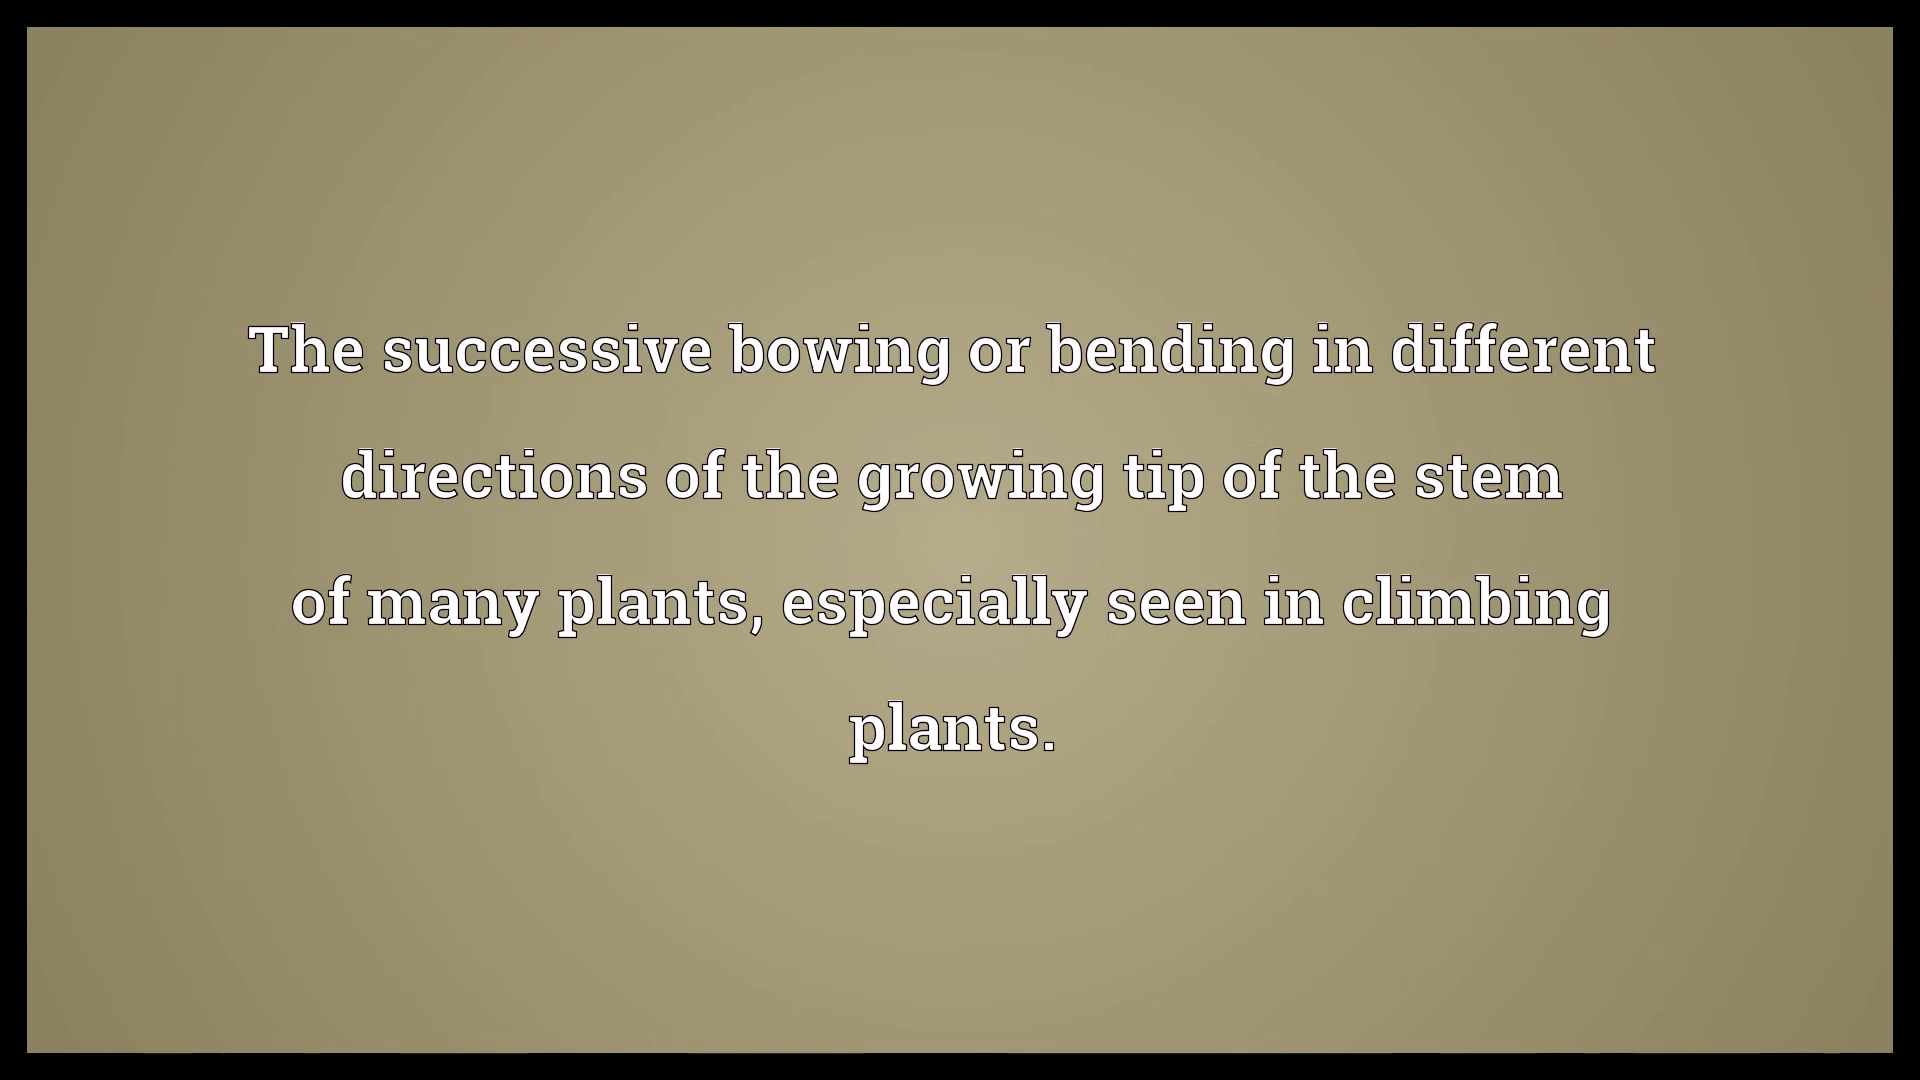 The successive bowing or bending in different
directions of the growing tip of the stem
of many plants, especially seen in climbing
plants.